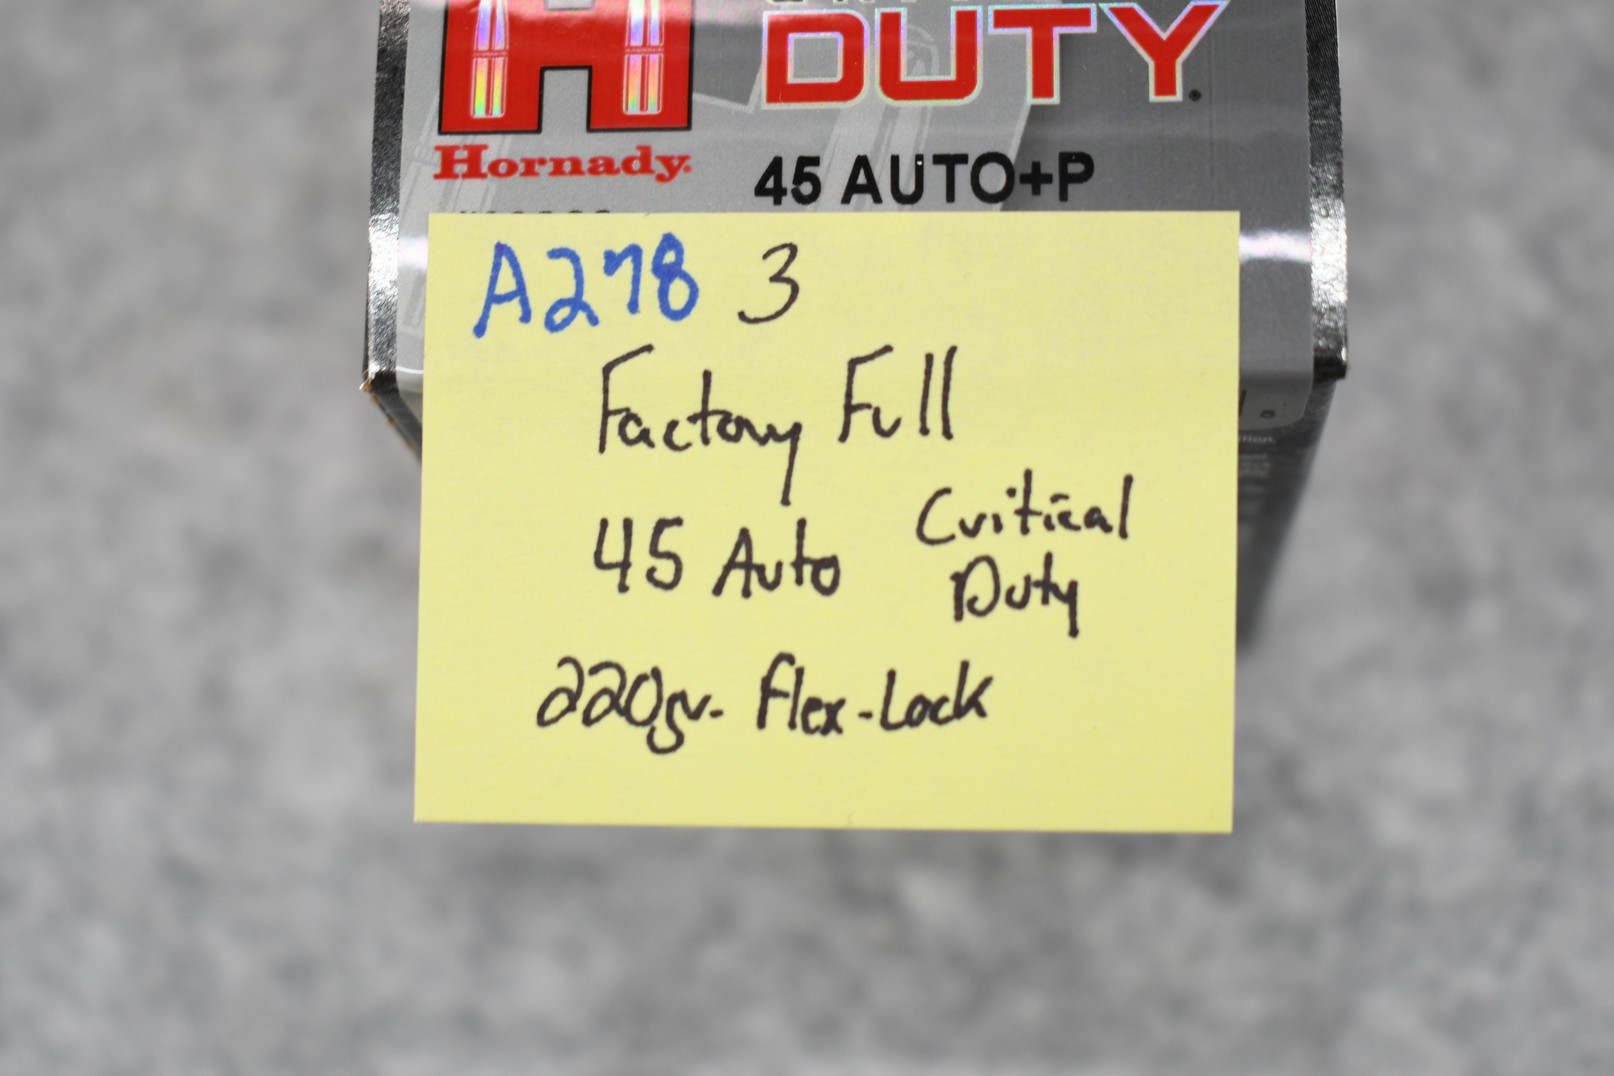 DUTY.
Hornady.
45 AUTO+P
A278 3
Factory Full
45 Auto Critical Duty
220gr. Flex-Lock